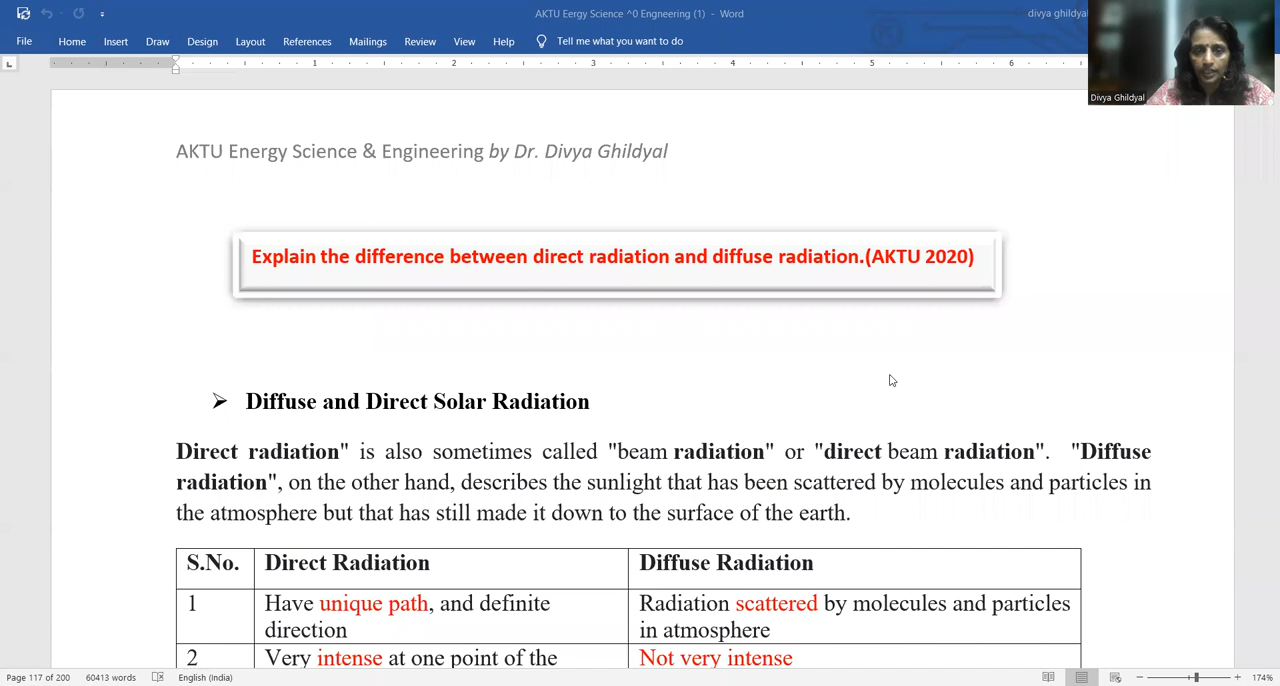 AKTU Eergy Science ^0 Engneering (1) - Word
divya ghildyal
File Home Insert Draw Design Layout References Mailings Review View Help Tell me what you want to do
1 2 3 4 5 6
Divya Ghildyal
AKTU Energy Science & Engineering by Dr. Divya Ghildyal
Explain the difference between direct radiation and diffuse radiation.(AKTU 2020)
➢ Diffuse and Direct Solar Radiation
Direct radiation" is also sometimes called "beam radiation" or "direct beam radiation". "Diffuse
radiation", on the other hand, describes the sunlight that has been scattered by molecules and particles in
the atmosphere but that has still made it down to the surface of the earth.
S.No. Direct Radiation Diffuse Radiation
1 Have unique path, and definite Radiation scattered by molecules and particles
direction in atmosphere
2 Very intense at one point of the Not very intense
Page 117 of 200 60413 words English (India) 174%